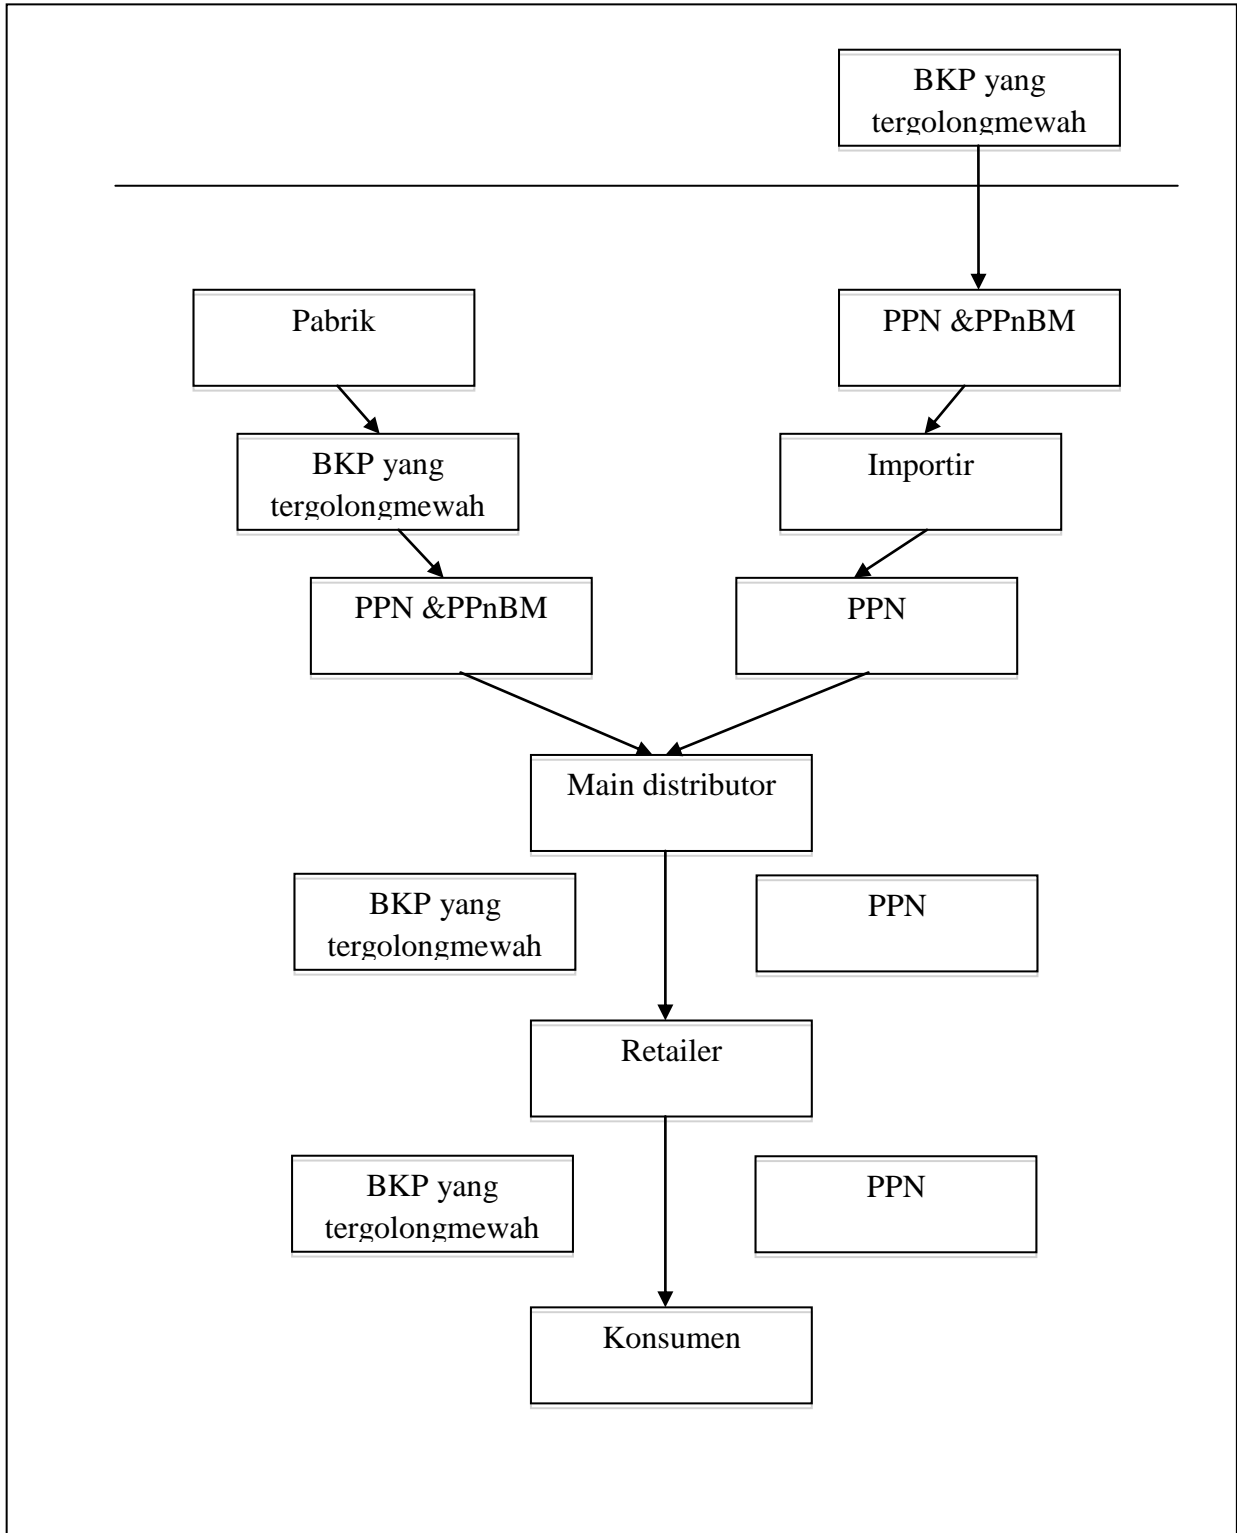 BKP yang
tergolongmewah
Pabrik
PPN &PPnBM
BKP yang
tergolongmewah
Importir
PPN &PPnBM
PPN
Main distributor
BKP yang
tergolongmewah
PPN
Retailer
BKP yang
tergolongmewah
PPN
Konsumen